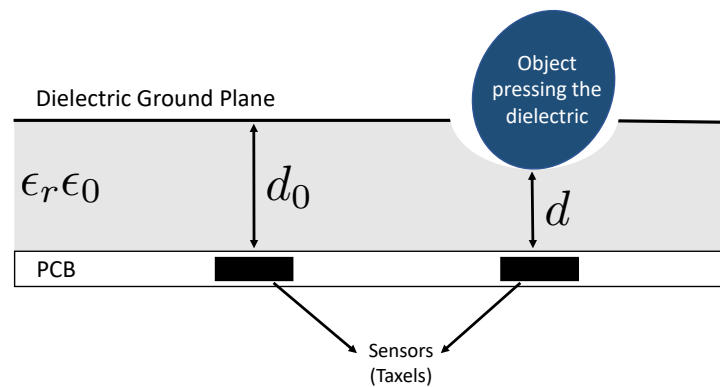 Object
pressing the
dielectric
Dielectric Ground Plane
ϵᵣϵ₀
d₀
d
PCB
Sensors
(Taxels)